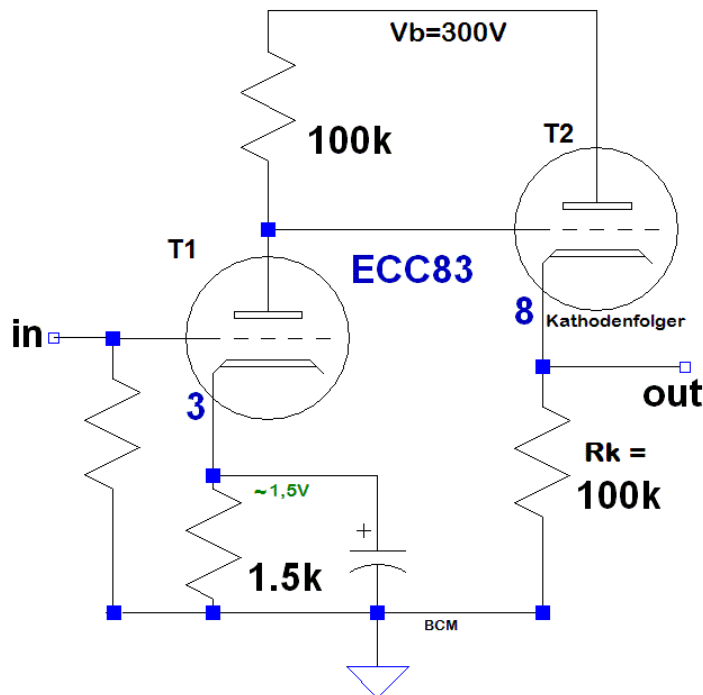 Vb=300V
100k
T2
T1
ECC83
in
8
Kathodenfolger
3
out
~1,5V
Rk =
100k
+
1.5k
BCM